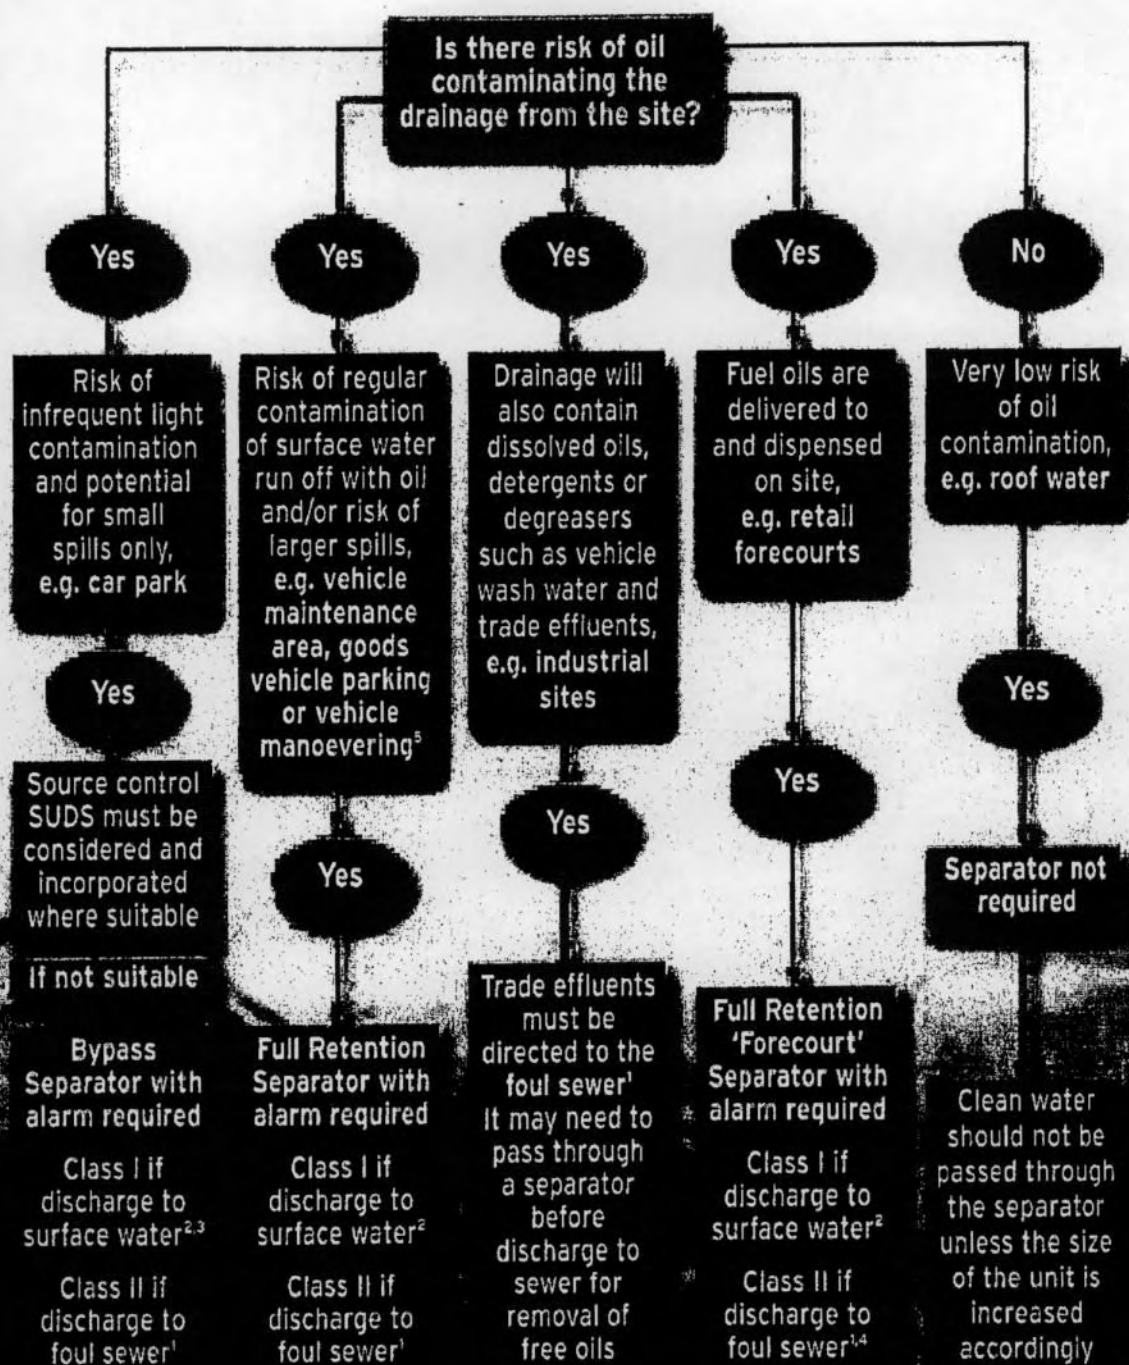 Is there risk of oil
contaminating the
drainage from the site?
Yes
Risk of
infrequent light
contamination
and potential
for small
spills only,
e.g. car park
Yes
Source control
SUDS must be
considered and
incorporated
where suitable
If not suitable
Bypass
Separator with
alarm required
Class I if
discharge to
surface water²,³
Class II if
discharge to
foul sewer¹
Yes
Risk of regular
contamination
of surface water
run off with oil
and/or risk of
larger spills,
e.g. vehicle
maintenance
area, goods
vehicle parking
or vehicle
manoevering⁵
Yes
Full Retention
Separator with
alarm required
Class I if
discharge to
surface water²
Class II if
discharge to
foul sewer¹
Yes
Drainage will
also contain
dissolved oils,
detergents or
degreasers
such as vehicle
wash water and
trade effluents,
e.g. industrial
sites
Yes
Trade effluents
must be
directed to the
foul sewer¹
It may need to
pass through
a separator
before
discharge to
sewer for
removal of
free oils
Yes
Fuel oils are
delivered to
and dispensed
on site,
e.g. retail
forecourts
Yes
Full Retention
'Forecourt'
Separator with
alarm required
Class I if
discharge to
surface water²
Class II if
discharge to
foul sewer¹,⁴
No
Very low risk
of oil
contamination,
e.g. roof water
Yes
Separator not
required
Clean water
should not be
passed through
the separator
unless the size
of the unit is
increased
accordingly